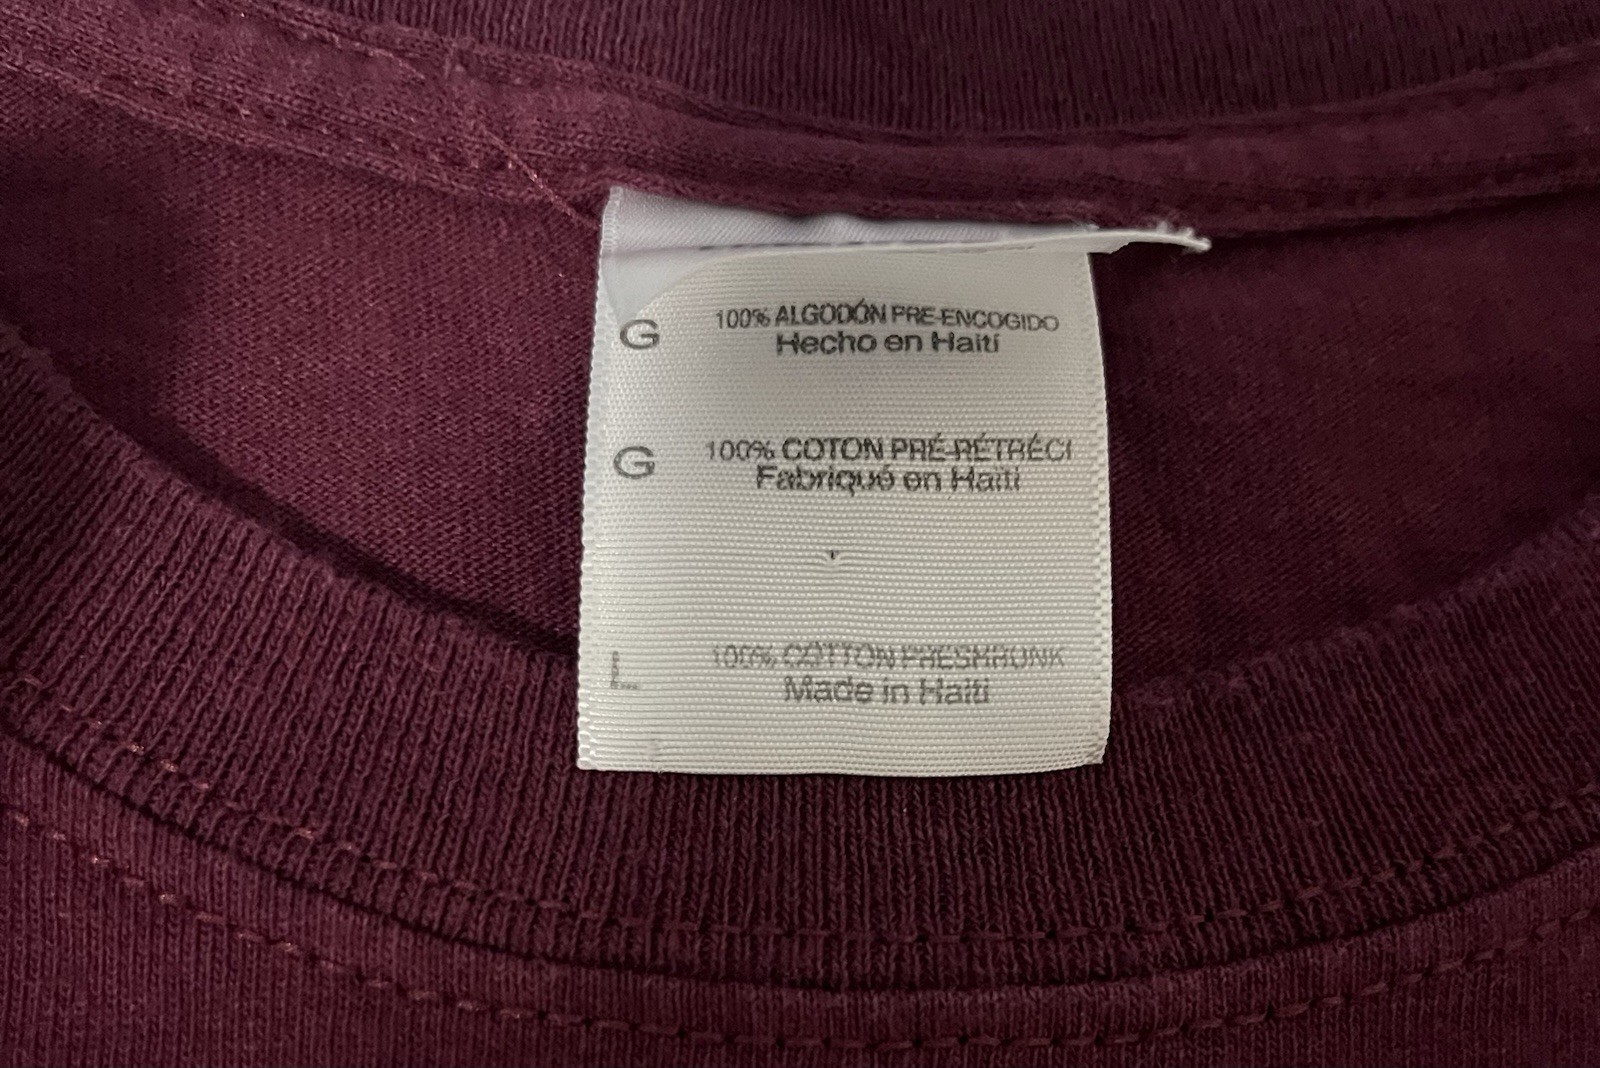 G 100% ALGODÓN PRE-ENCOGIDO
Hecho en Haití
G 100% COTON PRÉ-RÉTRÉCI
Fabriqué en Haïti
L 100% COTTON PRESHRUNK
Made in Haiti